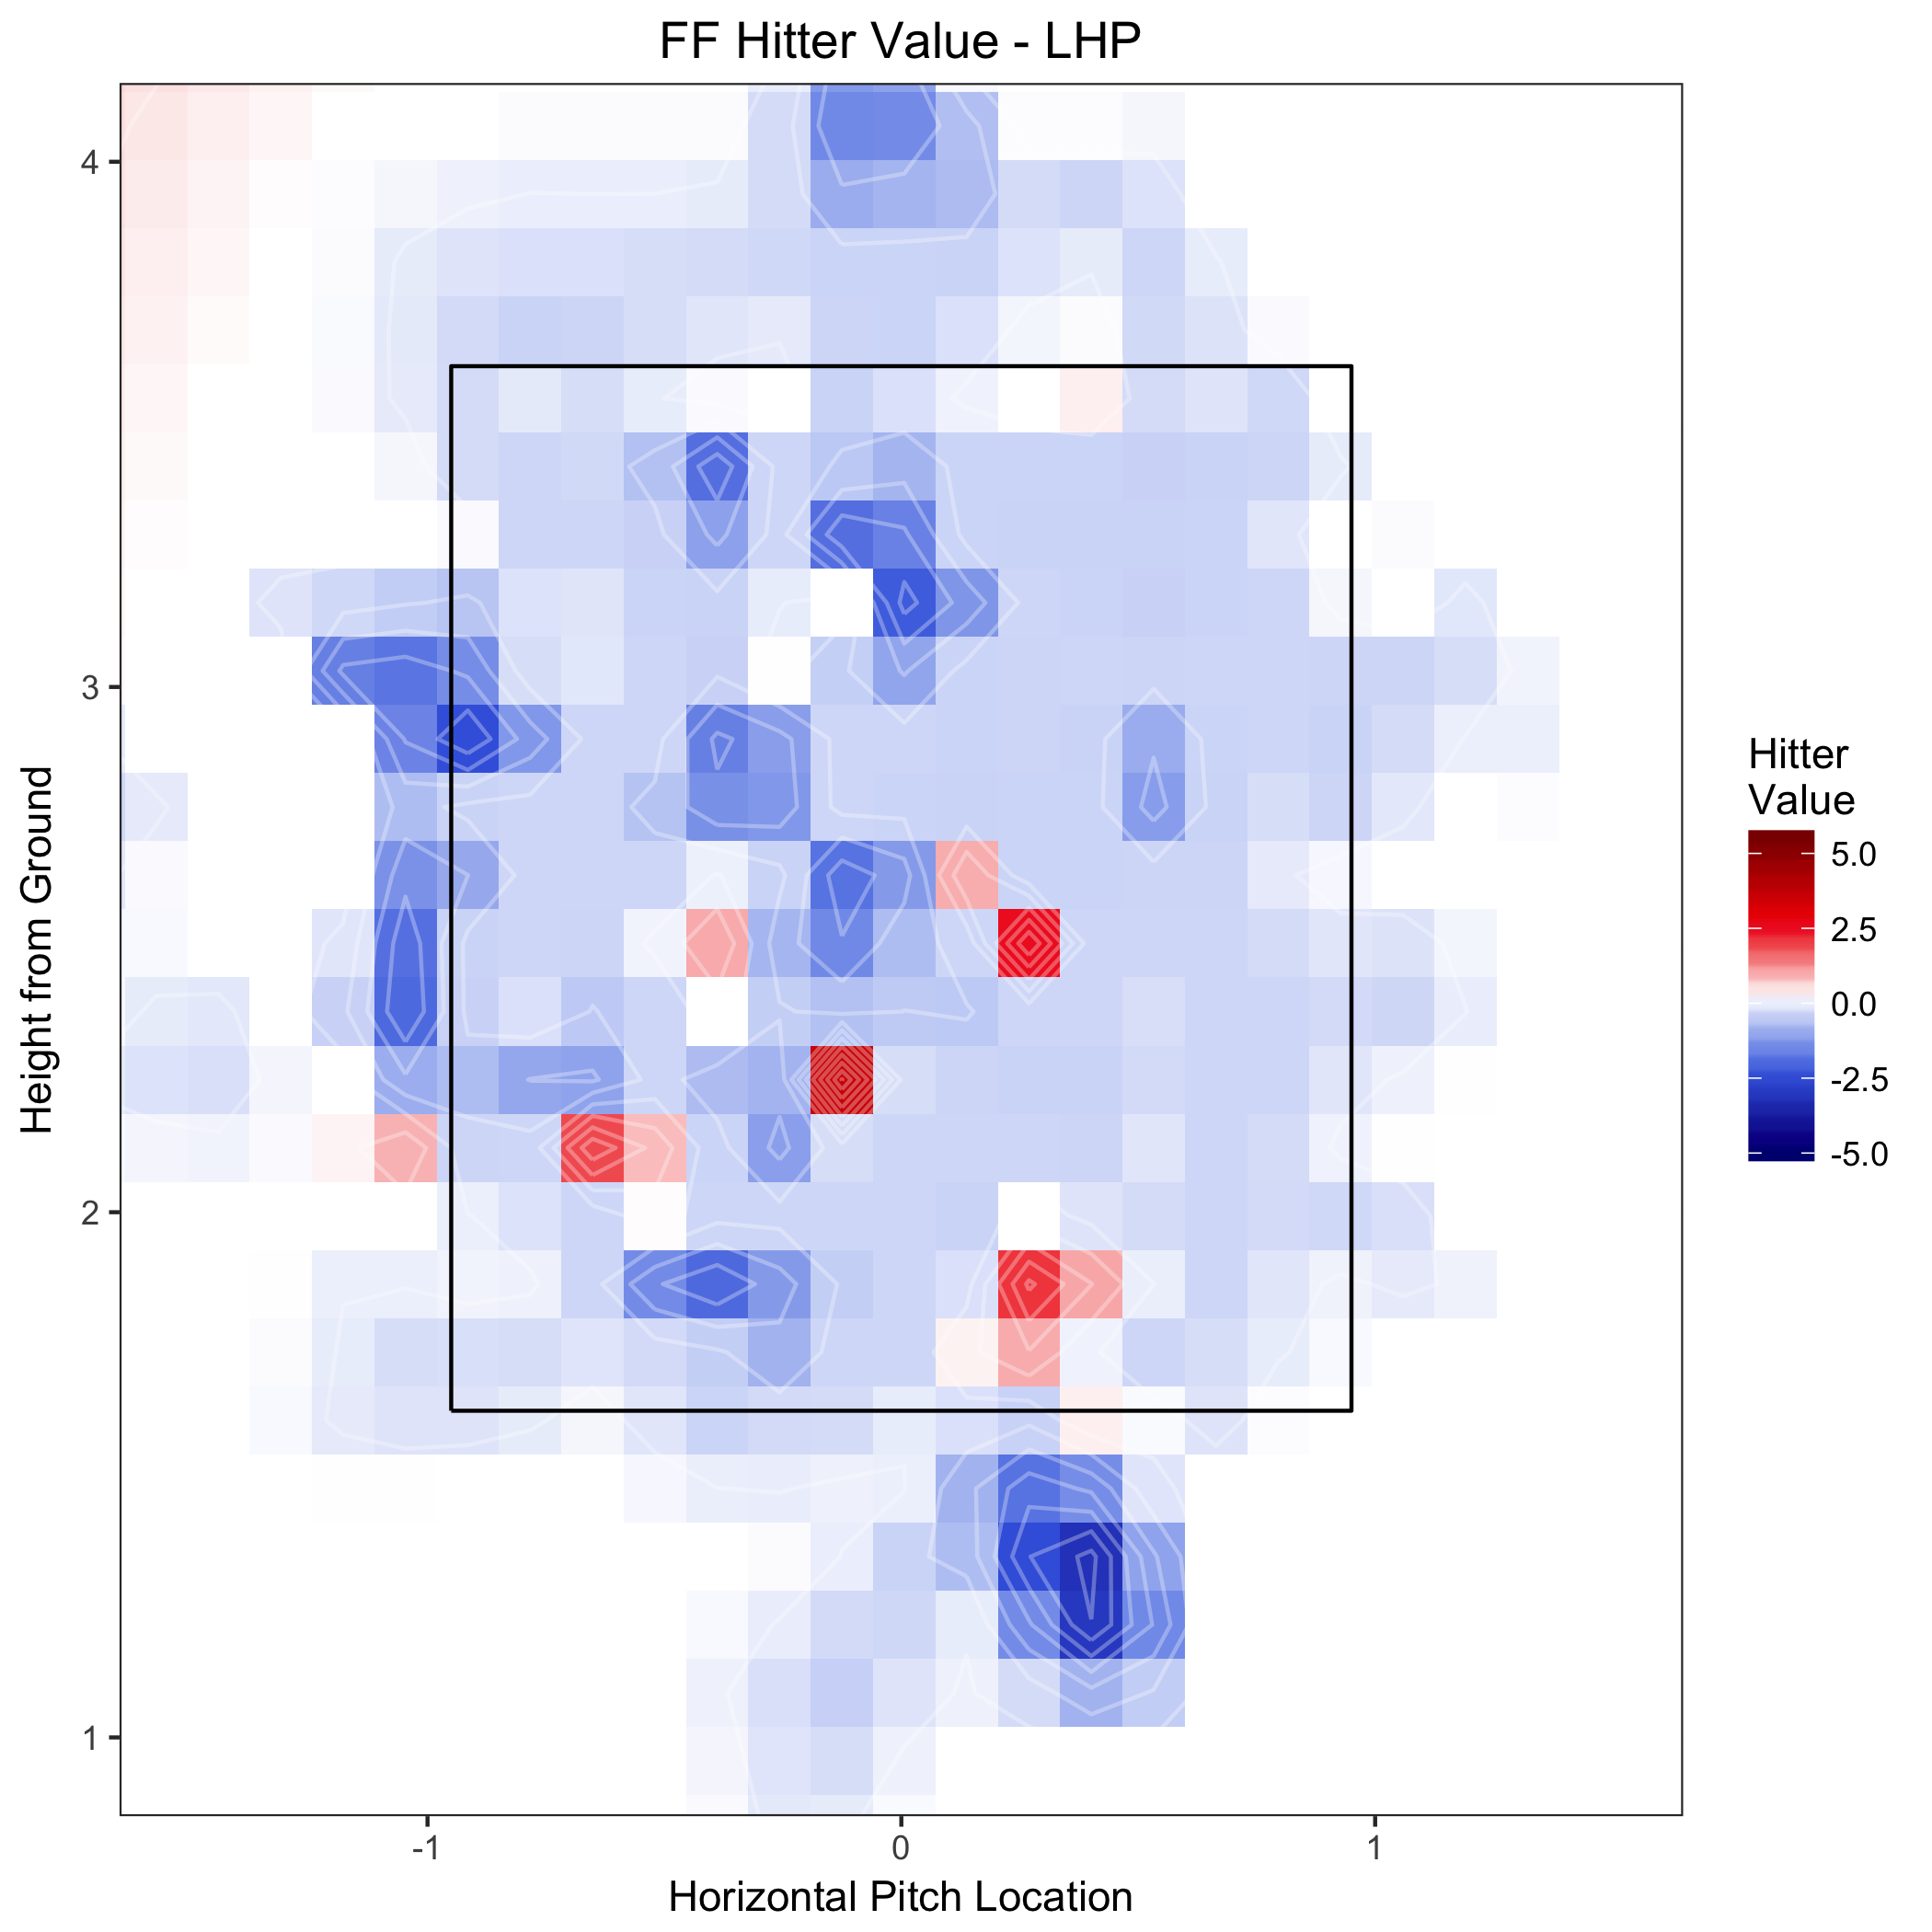 FF Hitter Value - LHP
4
3
2
1
Height from Ground
-1
0
1
Horizontal Pitch Location
Hitter
Value
5.0
2.5
0.0
-2.5
-5.0